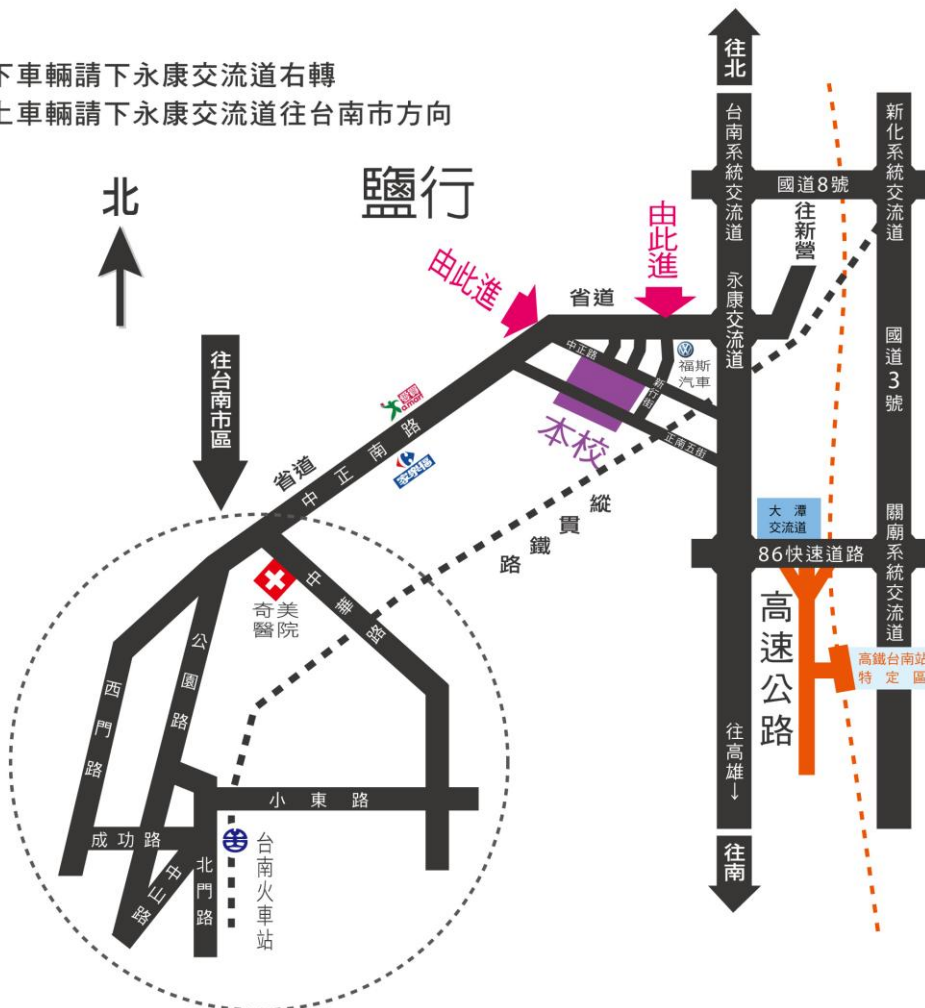 下車輛請下永康交流道右轉
上車輛請下永康交流道往台南市方向
北
鹽行
往北
台南系統交流道
新化系統交流道
國道8號
往新營
由此進
由此進
省道
永康交流道
國道3號
往台南市區
中正路
福斯
汽車
新行街
愛買
a.mart
本校
正南五街
家樂福
省道
中正南路
縱貫鐵路
大潭
交流道
86快速道路
關廟系統交流道
高速公路
高鐵台南站
特定區
奇美
醫院
中華路
公園路
西門路
往高雄↓
小東路
成功路
中山路
北門路
台南火車站
往南